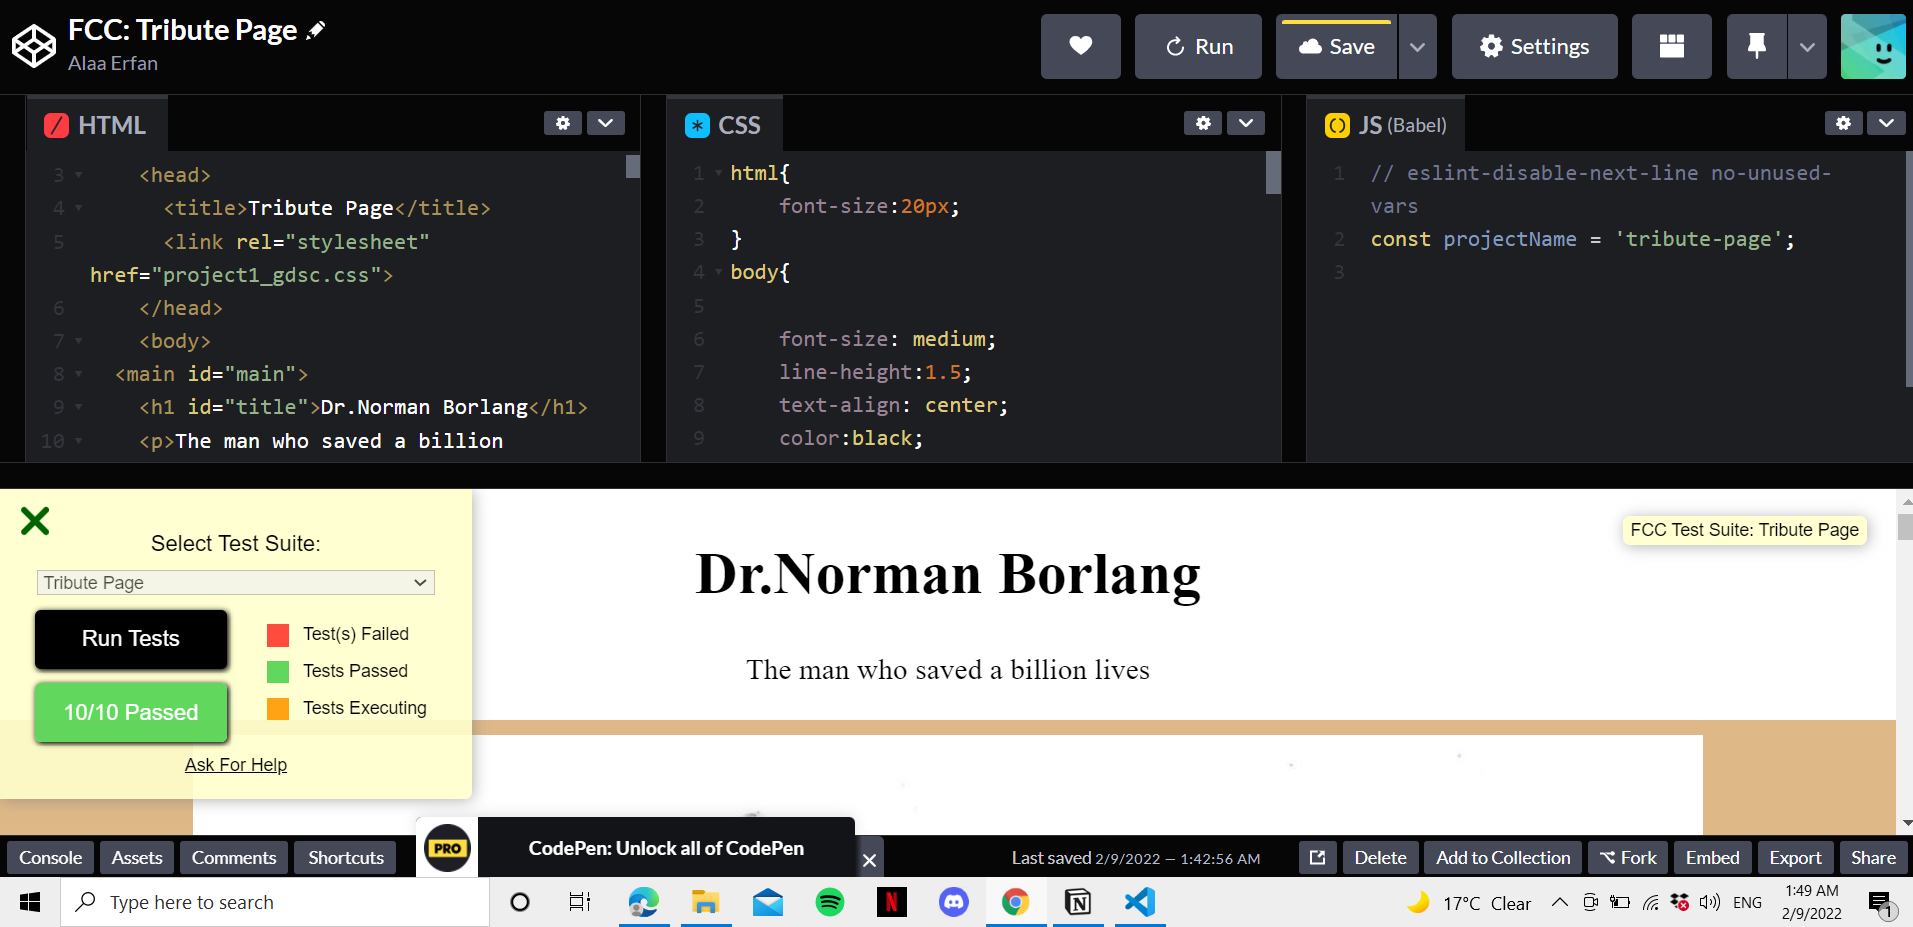 FCC: Tribute Page
Alaa Erfan
Run
Save
Settings
HTML
3 <head>
4 <title>Tribute Page</title>
5 <link rel="stylesheet"
href="project1_gdsc.css">
6 </head>
7 <body>
8 <main id="main">
9 <h1 id="title">Dr.Norman Borlang</h1>
10 <p>The man who saved a billion
CSS
1 html{
2 font-size:20px;
3 }
4 body{
5
6 font-size: medium;
7 line-height:1.5;
8 text-align: center;
9 color:black;
JS (Babel)
1 // eslint-disable-next-line no-unused-
vars
2 const projectName = 'tribute-page';
3
Select Test Suite:
Tribute Page
Run Tests
10/10 Passed
Test(s) Failed
Tests Passed
Tests Executing
Ask For Help
FCC Test Suite: Tribute Page
Dr.Norman Borlang
The man who saved a billion lives
Console
Assets
Comments
Shortcuts
PRO
CodePen: Unlock all of CodePen
Last saved 2/9/2022 — 1:42:56 AM
Delete
Add to Collection
Fork
Embed
Export
Share
Type here to search
17°C Clear
ENG
1:49 AM
2/9/2022
1